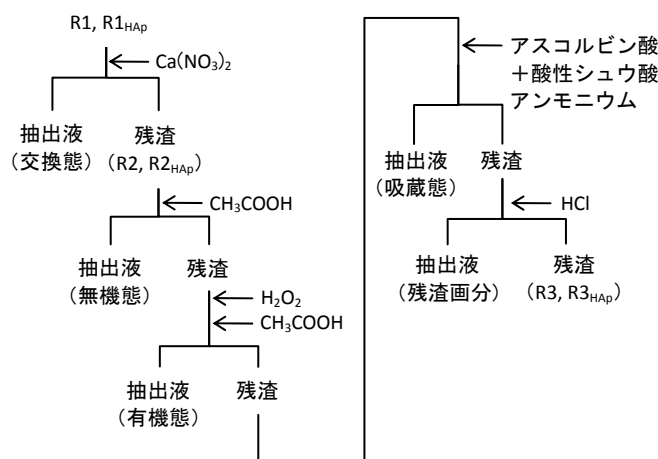 R1, R1HAp
Ca(NO3)2
抽出液
(交換態)
残渣
(R2, R2HAp)
CH3COOH
抽出液
(無機態)
残渣
H2O2
CH3COOH
抽出液
(有機態)
残渣
アスコルビン酸
+酸性シュウ酸
アンモニウム
抽出液
(吸蔵態)
残渣
HCl
抽出液
(残渣画分)
残渣
(R3, R3HAp)